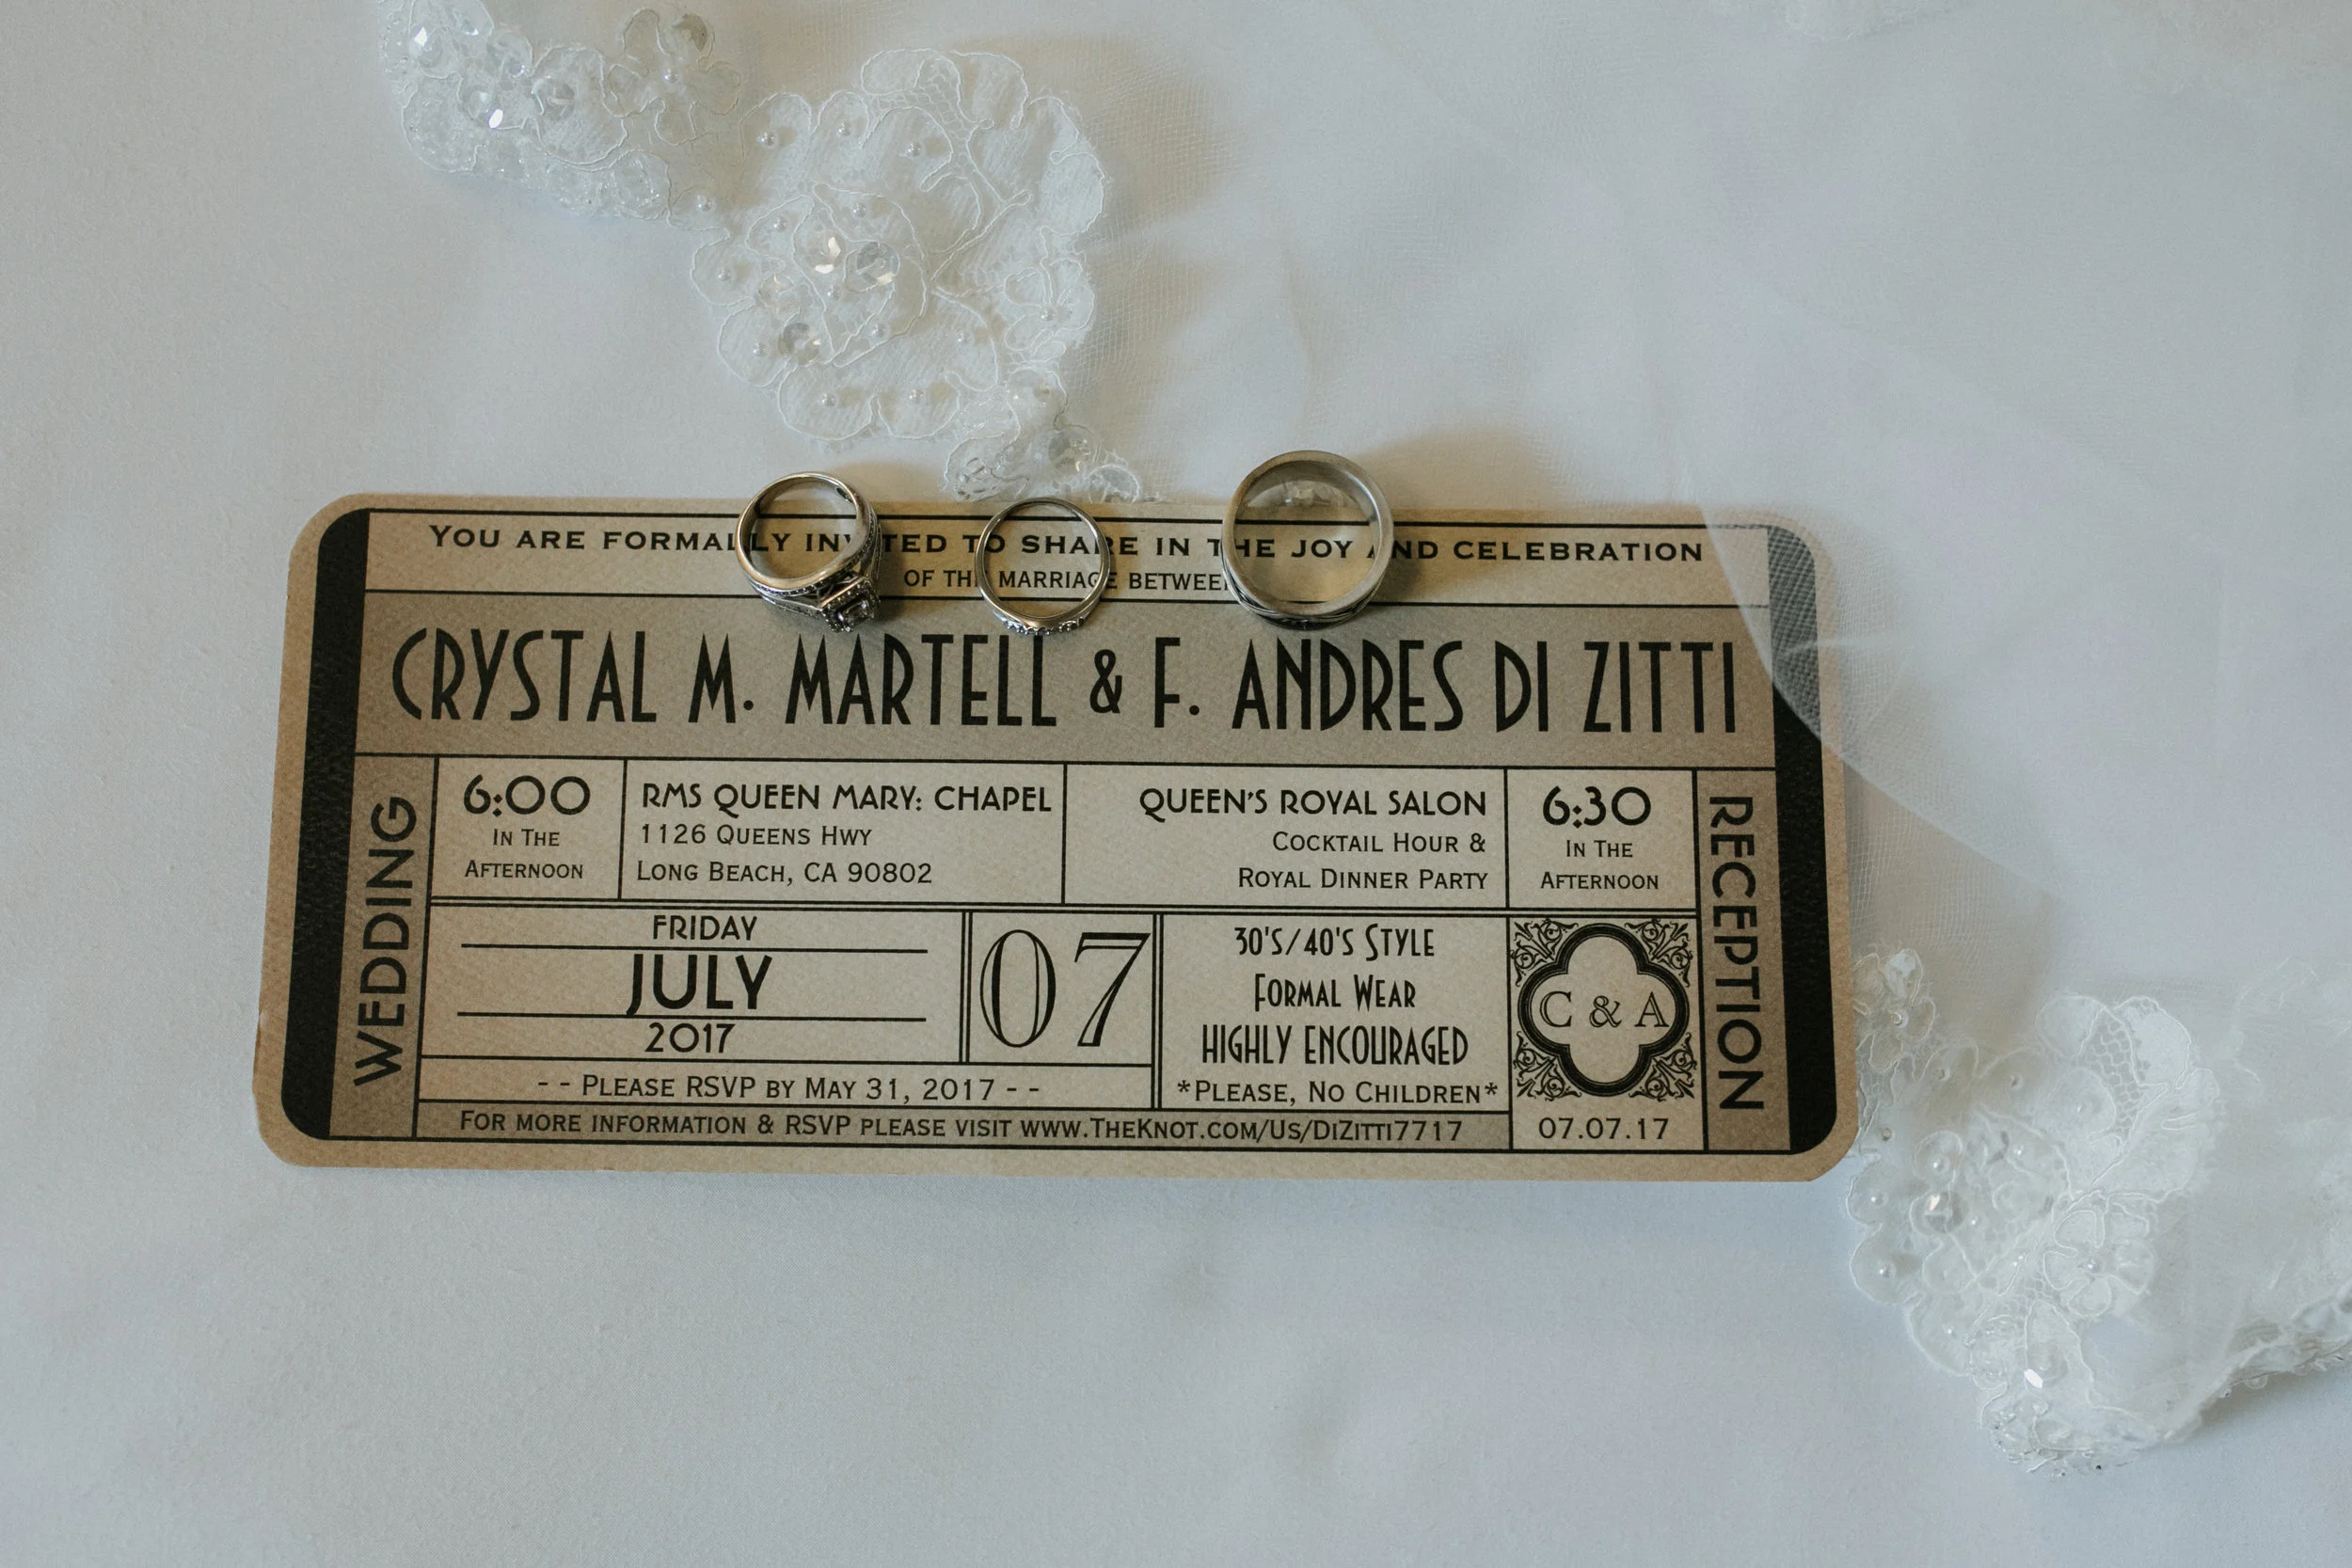 YOU ARE FORMALLY INVITED TO SHARE IN THE JOY AND CELEBRATION
OF THE MARRIAGE BETWEEN
CRYSTAL M. MARTELL & F. ANDRES DI ZITTI
WEDDING
6:00
IN THE
AFTERNOON
RMS QUEEN MARY: CHAPEL
1126 QUEENS HWY
LONG BEACH, CA 90802
QUEEN'S ROYAL SALON
COCKTAIL HOUR &
ROYAL DINNER PARTY
6:30
IN THE
AFTERNOON
RECEPTION
FRIDAY
JULY
2017
07
30'S/40'S STYLE
FORMAL WEAR
HIGHLY ENCOURAGED
*PLEASE, NO CHILDREN*
C & A
07.07.17
- - PLEASE RSVP BY MAY 31, 2017 - -
FOR MORE INFORMATION & RSVP PLEASE VISIT WWW.THEKNOT.COM/US/DIZITTI7717